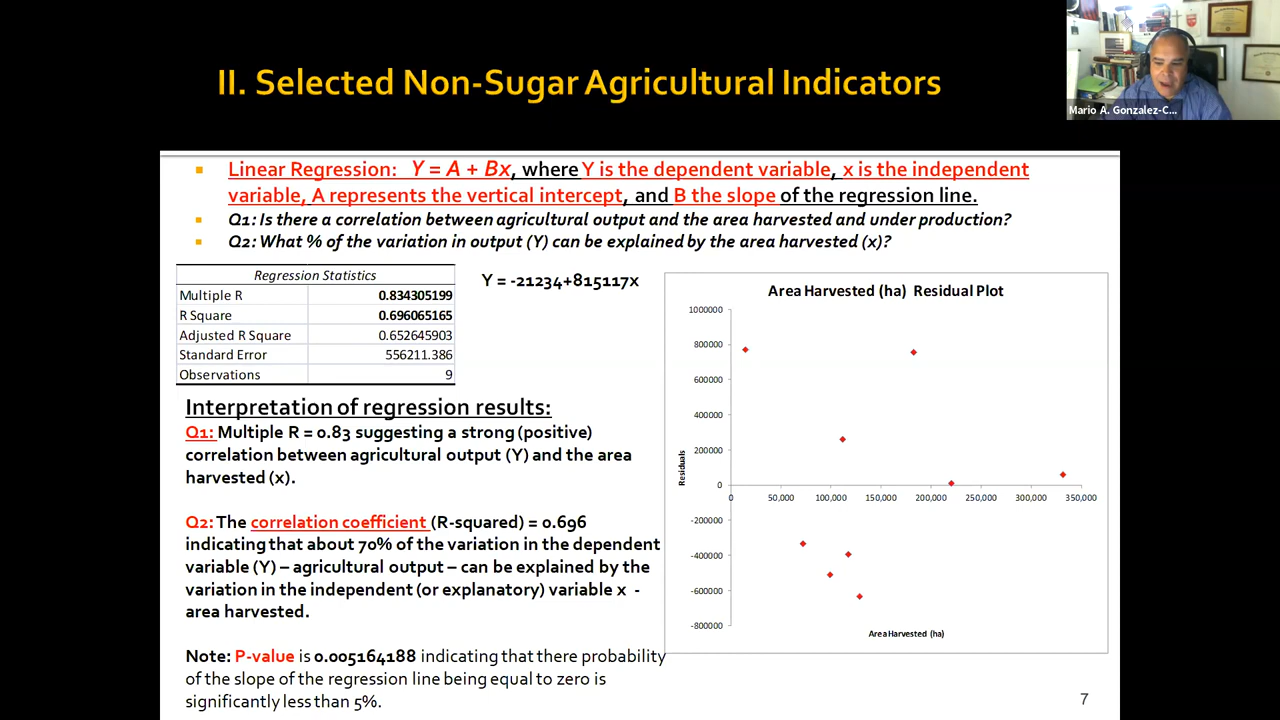 II. Selected Non-Sugar Agricultural Indicators
Mario A. Gonzalez-C...
Linear Regression: Y = A + Bx, where Y is the dependent variable, x is the independent
variable, A represents the vertical intercept, and B the slope of the regression line.
Q1: Is there a correlation between agricultural output and the area harvested and under production?
Q2: What % of the variation in output (Y) can be explained by the area harvested (x)?
Regression Statistics
Multiple R 0.834305199
R Square 0.696065165
Adjusted R Square 0.652645903
Standard Error 556211.386
Observations 9
Y = -21234+815117x
Interpretation of regression results:
Q1: Multiple R = 0.83 suggesting a strong (positive)
correlation between agricultural output (Y) and the area
harvested (x).
Q2: The correlation coefficient (R-squared) = 0.696
indicating that about 70% of the variation in the dependent
variable (Y) – agricultural output – can be explained by the
variation in the independent (or explanatory) variable x -
area harvested.
Note: P-value is 0.005164188 indicating that there probability
of the slope of the regression line being equal to zero is
significantly less than 5%.
Area Harvested (ha) Residual Plot
1000000
800000
600000
400000
200000
0
-200000
-400000
-600000
-800000
Residuals
0 50,000 100,000 150,000 200,000 250,000 300,000 350,000
Area Harvested (ha)
7